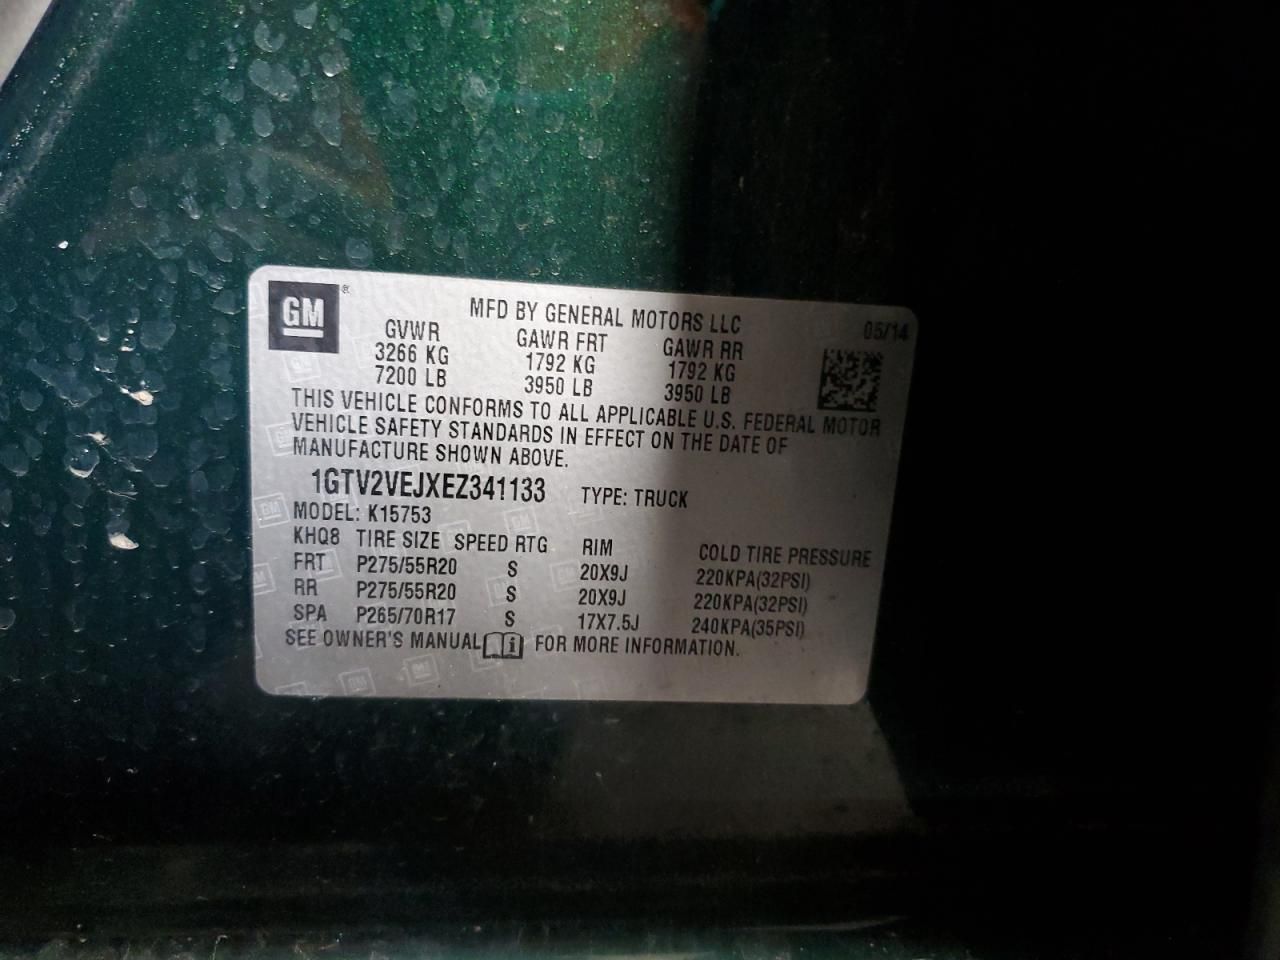 GM ®
MFD BY GENERAL MOTORS LLC 05/14
GVWR GAWR FRT GAWR RR
3266 KG 1792 KG 1792 KG
7200 LB 3950 LB 3950 LB
THIS VEHICLE CONFORMS TO ALL APPLICABLE U.S. FEDERAL MOTOR
VEHICLE SAFETY STANDARDS IN EFFECT ON THE DATE OF
MANUFACTURE SHOWN ABOVE.
1GTV2VEJXEZ341133 TYPE: TRUCK
MODEL: K15753
KHQ8 TIRE SIZE SPEED RTG RIM COLD TIRE PRESSURE
FRT P275/55R20 S 20X9J 220KPA(32PSI)
RR P275/55R20 S 20X9J 220KPA(32PSI)
SPA P265/70R17 S 17X7.5J 240KPA(35PSI)
SEE OWNER'S MANUAL i FOR MORE INFORMATION.